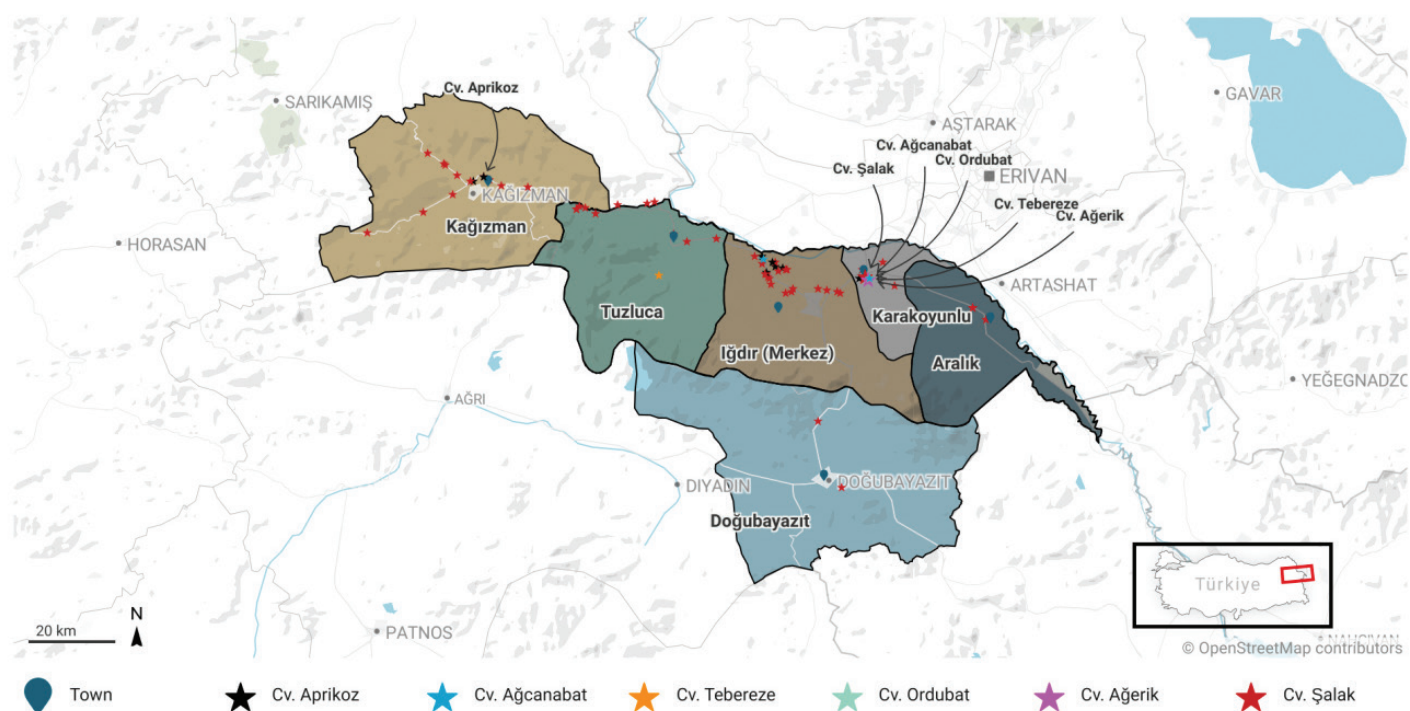 Cv. Aprikoz
SARIKAMIŞ
GAVAR
AŞTARAK
Cv. Ağcanabat
Cv. Ordubat
Cv. Şalak
ERIVAN
KAĞIZMAN
Cv. Tebereze
Cv. Ağerik
Kağızman
HORASAN
ARTASHAT
Tuzluca
Karakoyunlu
Iğdır (Merkez)
Aralık
YEĞEGNADZO
AĞRI
DIYADIN
DOĞUBAYAZIT
Doğubayazıt
Türkiye
N
20 km
PATNOS
NAHÇIVAN
© OpenStreetMap contributors
Town
Cv. Aprikoz
Cv. Ağcanabat
Cv. Tebereze
Cv. Ordubat
Cv. Ağerik
Cv. Şalak